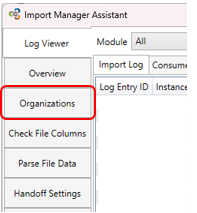 Import Manager Assistant
Log Viewer
Module All
Overview
Import Log Consume
Log Entry ID Instance
Organizations
Check File Columns
Parse File Data
Handoff Settings